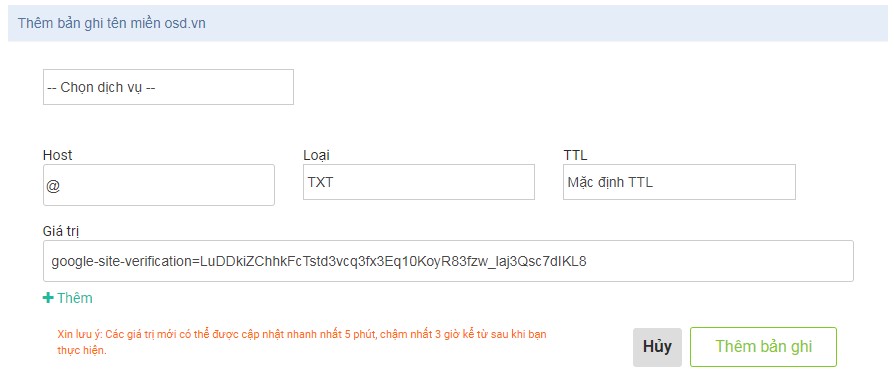 Thêm bản ghi tên miền osd.vn
-- Chọn dịch vụ --
Host
Loại
TTL
@
TXT
Mặc định TTL
Giá trị
google-site-verification=LuDDkiZChhkFcTstd3vcq3fx3Eq10KoyR83fzw_Iaj3Qsc7dIKL8
+ Thêm
Xin lưu ý: Các giá trị mới có thể được cập nhật nhanh nhất 5 phút, chậm nhất 3 giờ kể từ sau khi bạn
thực hiện.
Hủy
Thêm bản ghi